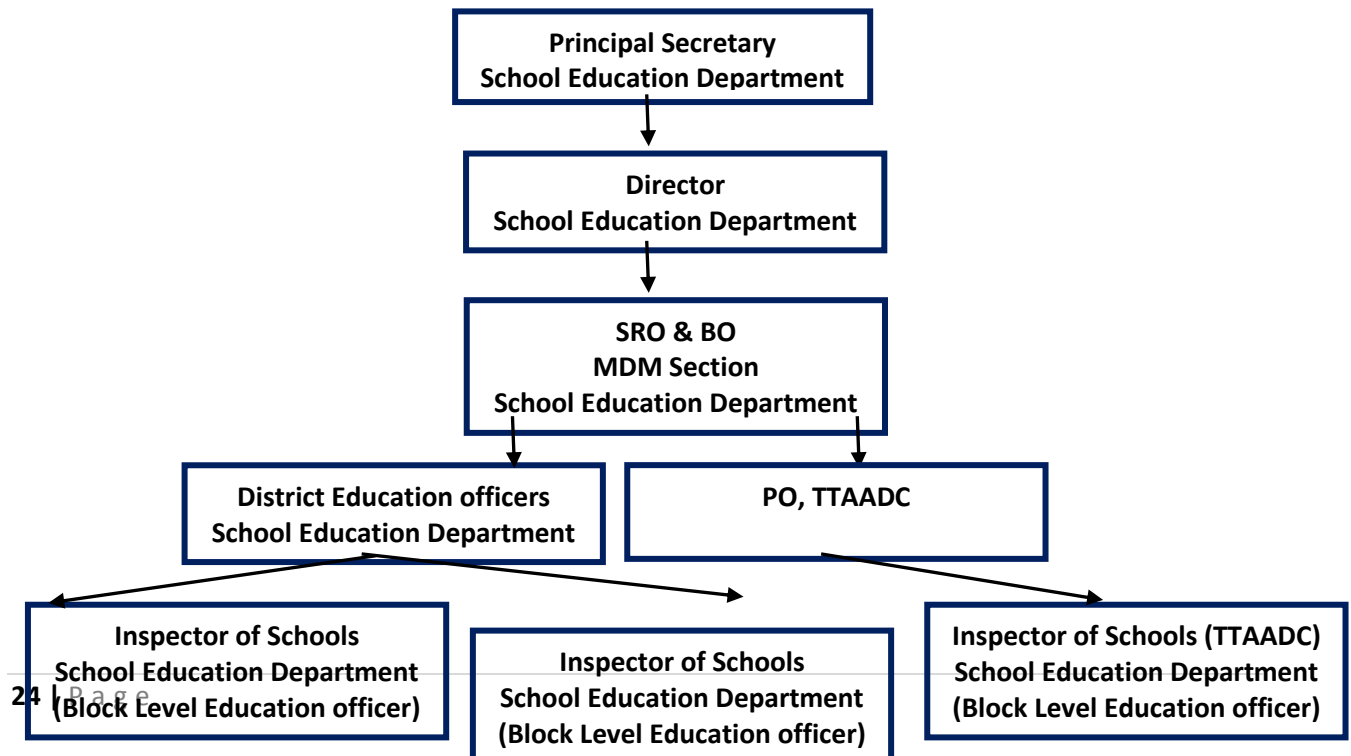 Principal Secretary
School Education Department
Director
School Education Department
SRO & BO
MDM Section
School Education Department
District Education officers
School Education Department
PO, TTAADC
Inspector of Schools
School Education Department
(Block Level Education officer)
Inspector of Schools
School Education Department
(Block Level Education officer)
Inspector of Schools (TTAADC)
School Education Department
(Block Level Education officer)
24 | Page